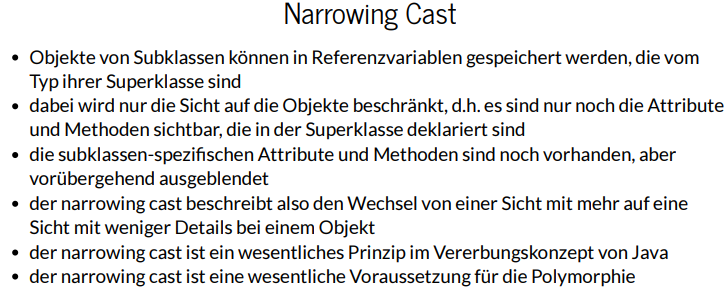 Narrowing Cast
• Objekte von Subklassen können in Referenzvariablen gespeichert werden, die vom
Typ ihrer Superklasse sind
• dabei wird nur die Sicht auf die Objekte beschränkt, d.h. es sind nur noch die Attribute
und Methoden sichtbar, die in der Superklasse deklariert sind
• die subklassen-spezifischen Attribute und Methoden sind noch vorhanden, aber
vorübergehend ausgeblendet
• der narrowing cast beschreibt also den Wechsel von einer Sicht mit mehr auf eine
Sicht mit weniger Details bei einem Objekt
• der narrowing cast ist ein wesentliches Prinzip im Vererbungskonzept von Java
• der narrowing cast ist eine wesentliche Voraussetzung für die Polymorphie